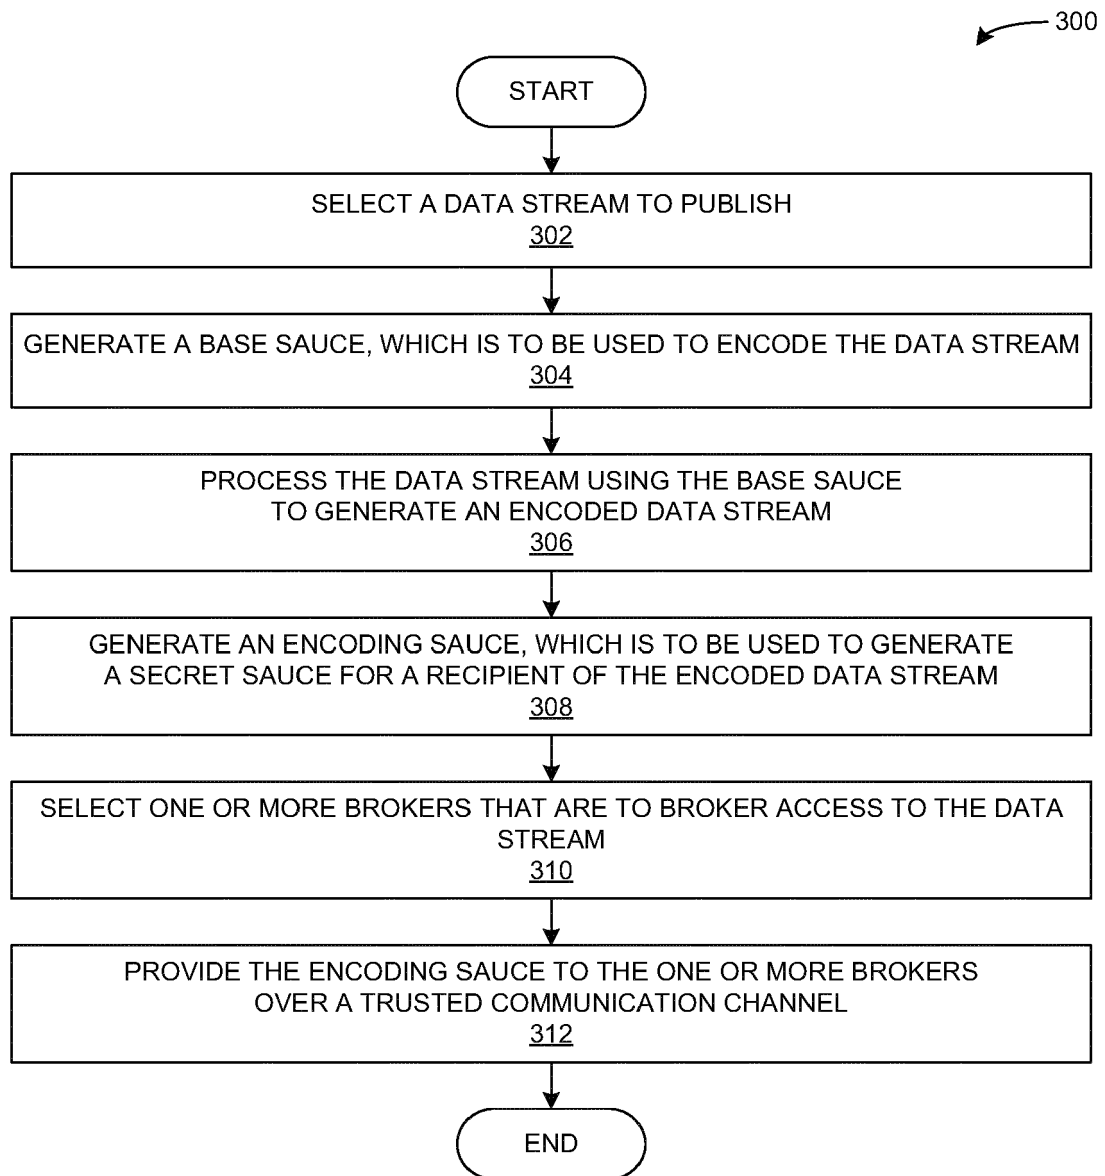 300
START
SELECT A DATA STREAM TO PUBLISH
302
GENERATE A BASE SAUCE, WHICH IS TO BE USED TO ENCODE THE DATA STREAM
304
PROCESS THE DATA STREAM USING THE BASE SAUCE
TO GENERATE AN ENCODED DATA STREAM
306
GENERATE AN ENCODING SAUCE, WHICH IS TO BE USED TO GENERATE
A SECRET SAUCE FOR A RECIPIENT OF THE ENCODED DATA STREAM
308
SELECT ONE OR MORE BROKERS THAT ARE TO BROKER ACCESS TO THE DATA
STREAM
310
PROVIDE THE ENCODING SAUCE TO THE ONE OR MORE BROKERS
OVER A TRUSTED COMMUNICATION CHANNEL
312
END